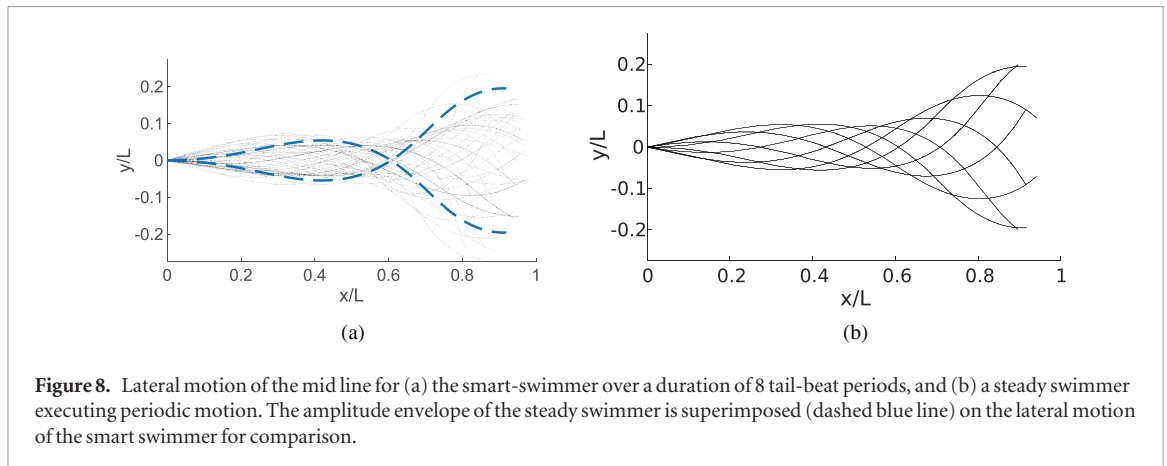 0.2
0.1
0
-0.1
-0.2
y/L
0 0.2 0.4 0.6 0.8 1
x/L
(a)
0.2
0.1
0
-0.1
-0.2
y/L
0 0.2 0.4 0.6 0.8 1
x/L
(b)
Figure 8. Lateral motion of the mid line for (a) the smart-swimmer over a duration of 8 tail-beat periods, and (b) a steady swimmer
executing periodic motion. The amplitude envelope of the steady swimmer is superimposed (dashed blue line) on the lateral motion
of the smart swimmer for comparison.